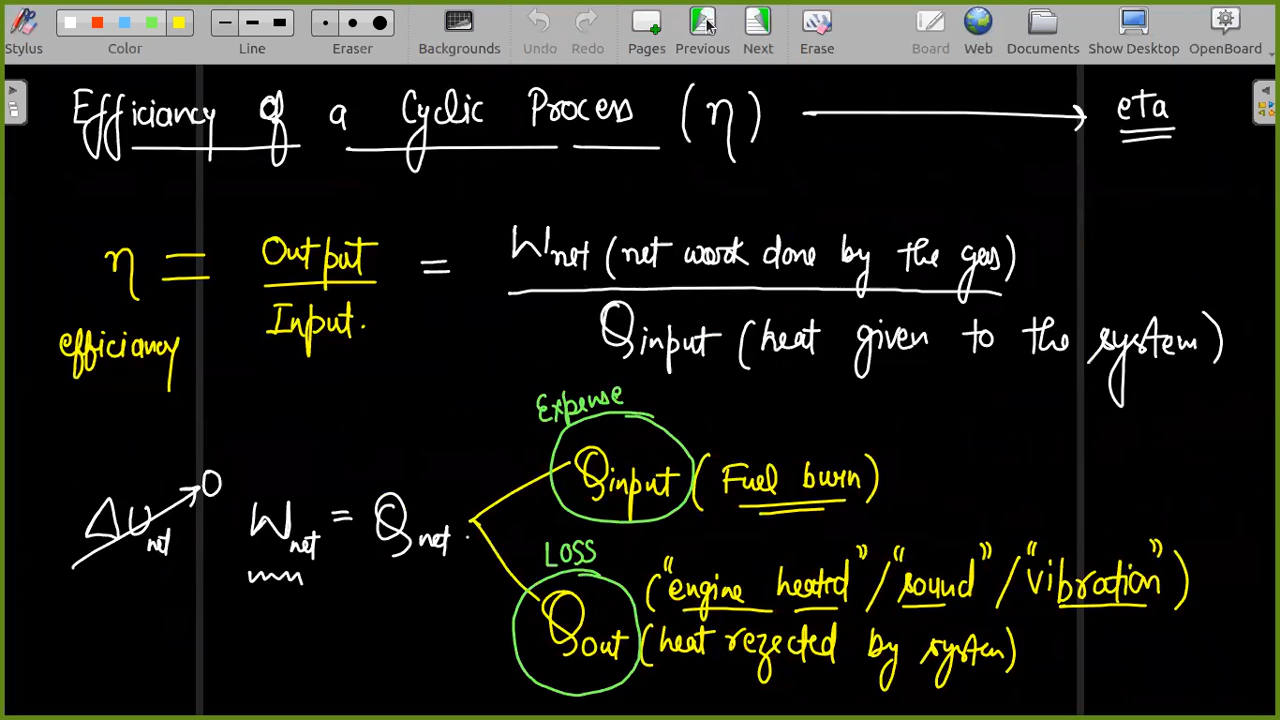 Stylus Color Line Eraser Backgrounds Undo Redo Pages Previous Next Erase Board Web Documents Show Desktop OpenBoard
Efficiancy of a Cyclic Process (η) → eta
η = Output / Input = Wnet (net work done by the gas) / Qinput (heat given to the system)
efficiancy
Expense
Qinput (Fuel burn)
ΔUnet → 0 Wnet = Qnet.
LOSS
("engine heated" / "sound" / "vibration")
Qout (heat rezected by system)